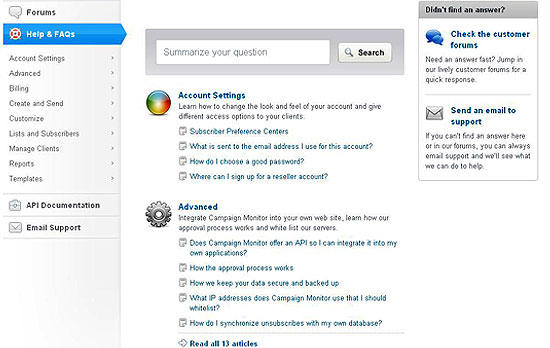 Forums
Help & FAQs
Account Settings
Advanced
Billing
Create and Send
Customize
Lists and Subscribers
Manage Clients
Reports
Templates
API Documentation
Email Support
Summarize your question
Search
Account Settings
Learn how to change the look and feel of your account and give
different access options to your clients.
Subscriber Preference Centers
What is sent to the email address I use for this account?
How do I choose a good password?
Where can I sign up for a reseller account?
Advanced
Integrate Campaign Monitor into your own web site, learn how our
approval process works and white list our servers.
Does Campaign Monitor offer an API so I can integrate it into my
own applications?
How the approval process works
How we keep your data secure and backed up
What IP addresses does Campaign Monitor use that I should
whitelist?
How do I synchronize unsubscribes with my own database?
Read all 13 articles
Didn't find an answer?
Check the customer
forums
Need an answer fast? Jump in
our lively customer forums for a
quick response.
Send an email to
support
If you can't find an answer here
or in our forums, you can always
email support and we'll see what
we can do to help.